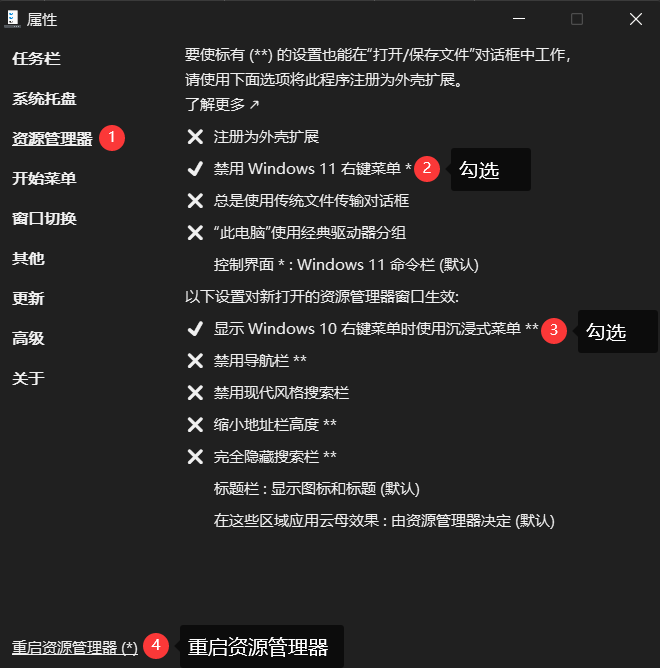 属性
任务栏
系统托盘
资源管理器 1
开始菜单
窗口切换
其他
更新
高级
关于
要使标有 (**) 的设置也能在“打开/保存文件”对话框中工作，
请使用下面选项将此程序注册为外壳扩展。
了解更多 ↗
注册为外壳扩展
禁用 Windows 11 右键菜单 * 2 勾选
总是使用传统文件传输对话框
“此电脑”使用经典驱动器分组
控制界面 * : Windows 11 命令栏 (默认)
以下设置对新打开的资源管理器窗口生效:
显示 Windows 10 右键菜单时使用沉浸式菜单 ** 3 勾选
禁用导航栏 **
禁用现代风格搜索栏
缩小地址栏高度 **
完全隐藏搜索栏 **
标题栏 : 显示图标和标题 (默认)
在这些区域应用云母效果 : 由资源管理器决定 (默认)
重启资源管理器 (*) 4 重启资源管理器